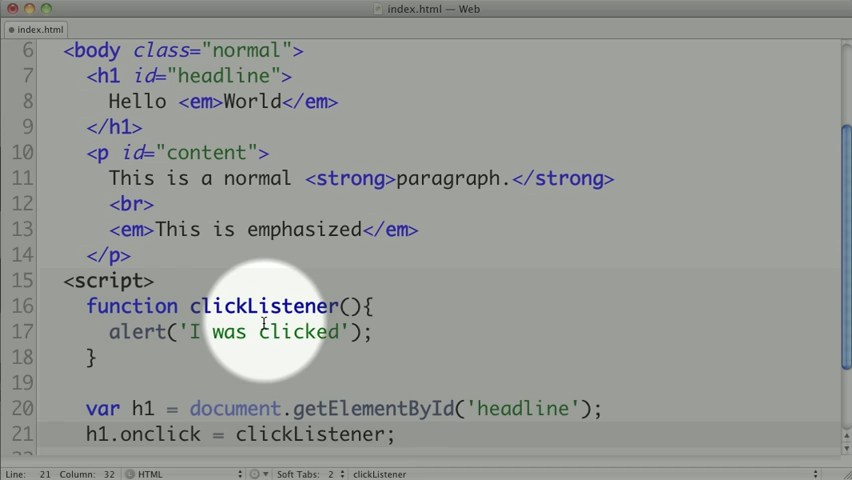 index.html — Web
index.html
6 <body class="normal">
7 <h1 id="headline">
8 Hello <em>World</em>
9 </h1>
10 <p id="content">
11 This is a normal <strong>paragraph.</strong>
12 <br>
13 <em>This is emphasized</em>
14 </p>
15 <script>
16 function clickListener(){
17 alert('I was clicked');
18 }
19
20 var h1 = document.getElementById('headline');
21 h1.onclick = clickListener;
Line: 21 Column: 32 HTML Soft Tabs: 2 clickListener